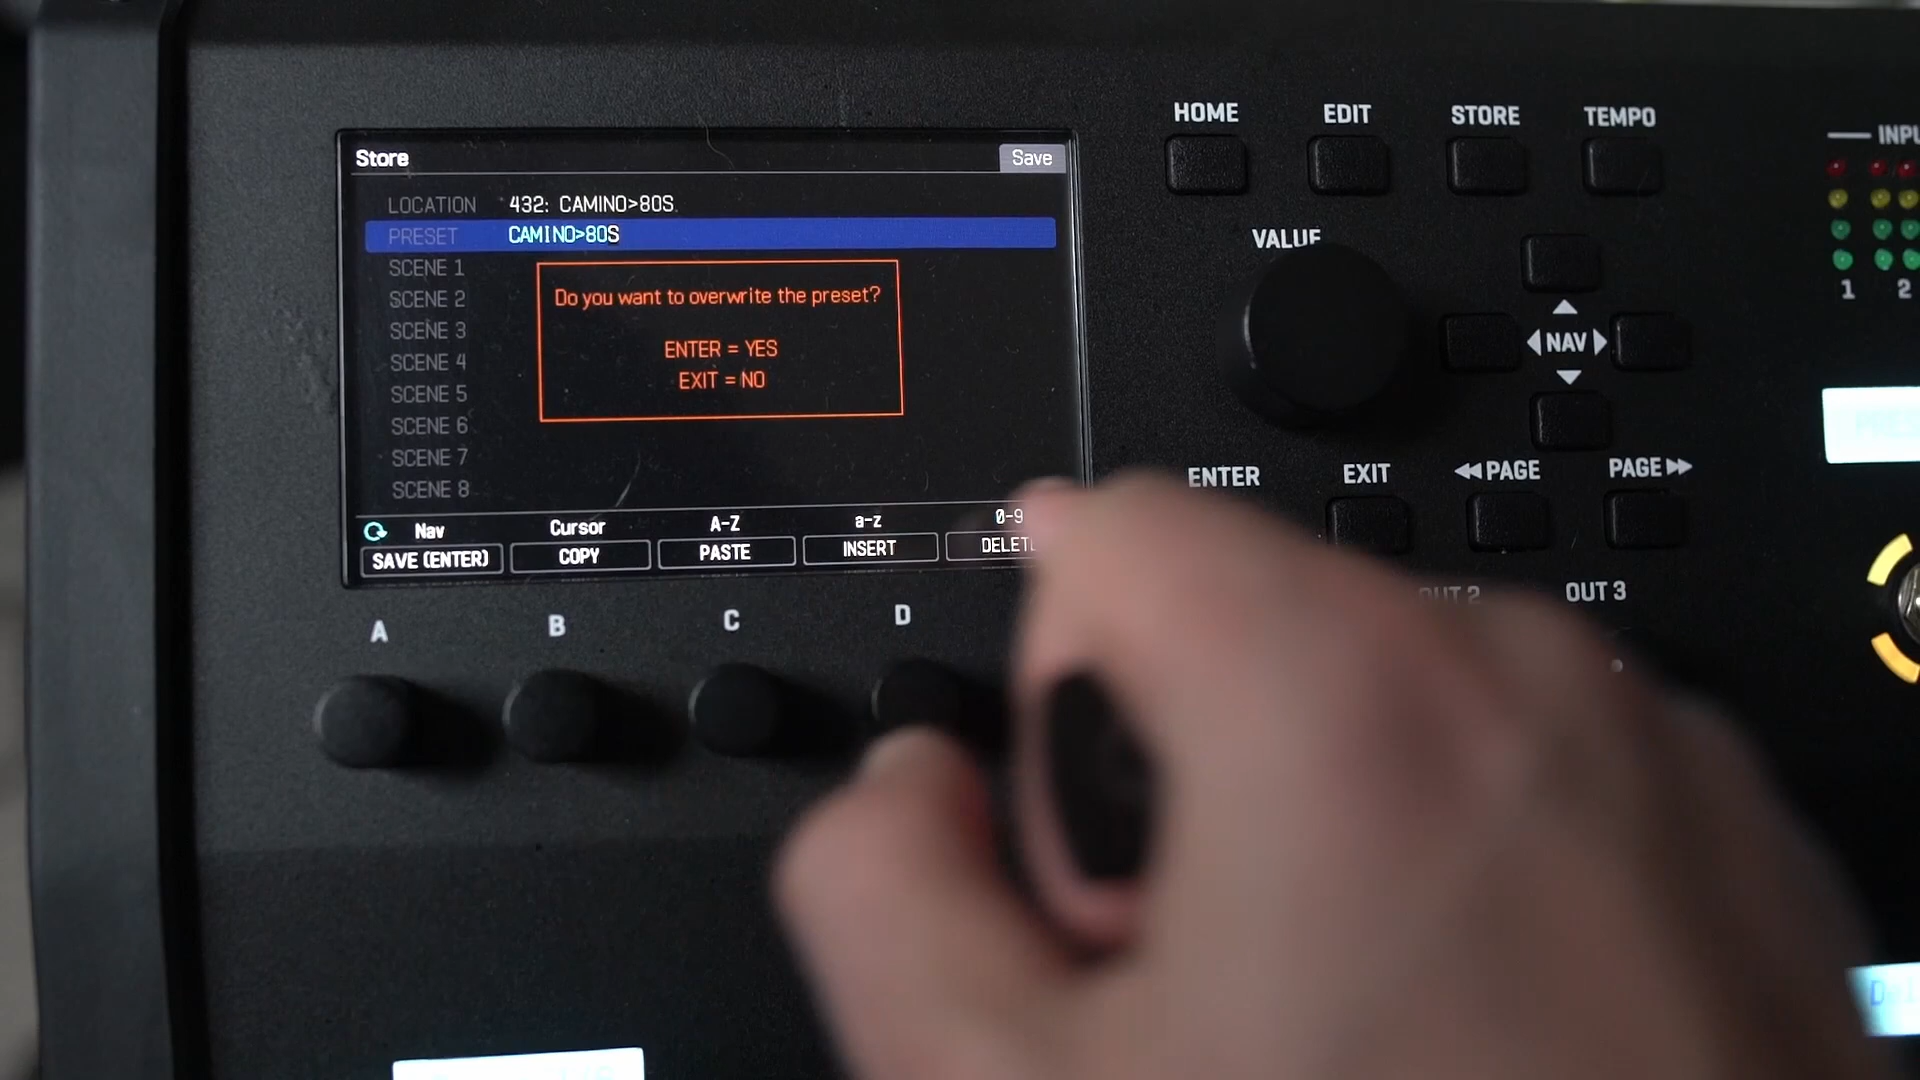 Store
Save
LOCATION 432: CAMINO>80S
PRESET CAMINO>80S
SCENE 1
SCENE 2
SCENE 3
SCENE 4
SCENE 5
SCENE 6
SCENE 7
SCENE 8
Do you want to overwrite the preset?
ENTER = YES
EXIT = NO
Nav Cursor A-Z a-z 0-9
SAVE (ENTER) COPY PASTE INSERT
A B C D
HOME EDIT STORE TEMPO
VALUE
NAV
ENTER EXIT PAGE PAGE
OUT 2 OUT 3
1 2